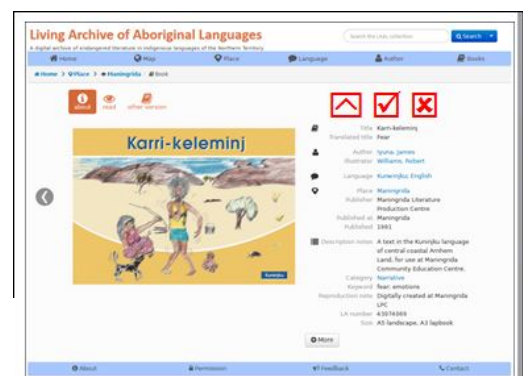 Living Archive of Aboriginal Languages
A digital archive of endangered literature in Indigenous languages of the Northern Territory
Search the LAAL collection
Search
Home
Map
Place
Language
Author
Books
Home > Place > Maningrida Book
about
read
other version
Karri-keleminj
Kuninjku
Title Karri-keleminj
Translated title Fear
Author Iyuna, James
Illustrator Williams, Robert
Language Kunwinjku; English
Place Maningrida
Publisher Maningrida Literature
Production Centre
Published at Maningrida
Published 1991
Description notes A text in the Kuninjku language
of central coastal Arnhem
Land, for use at Maningrida
Community Education Centre.
Category Narrative
Keyword fear; emotions
Reproduction note Digitally created at Maningrida
LPC
LA number 43074069
Size A5 landscape, A3 lapbook
More
About
Permission
Feedback
Contact